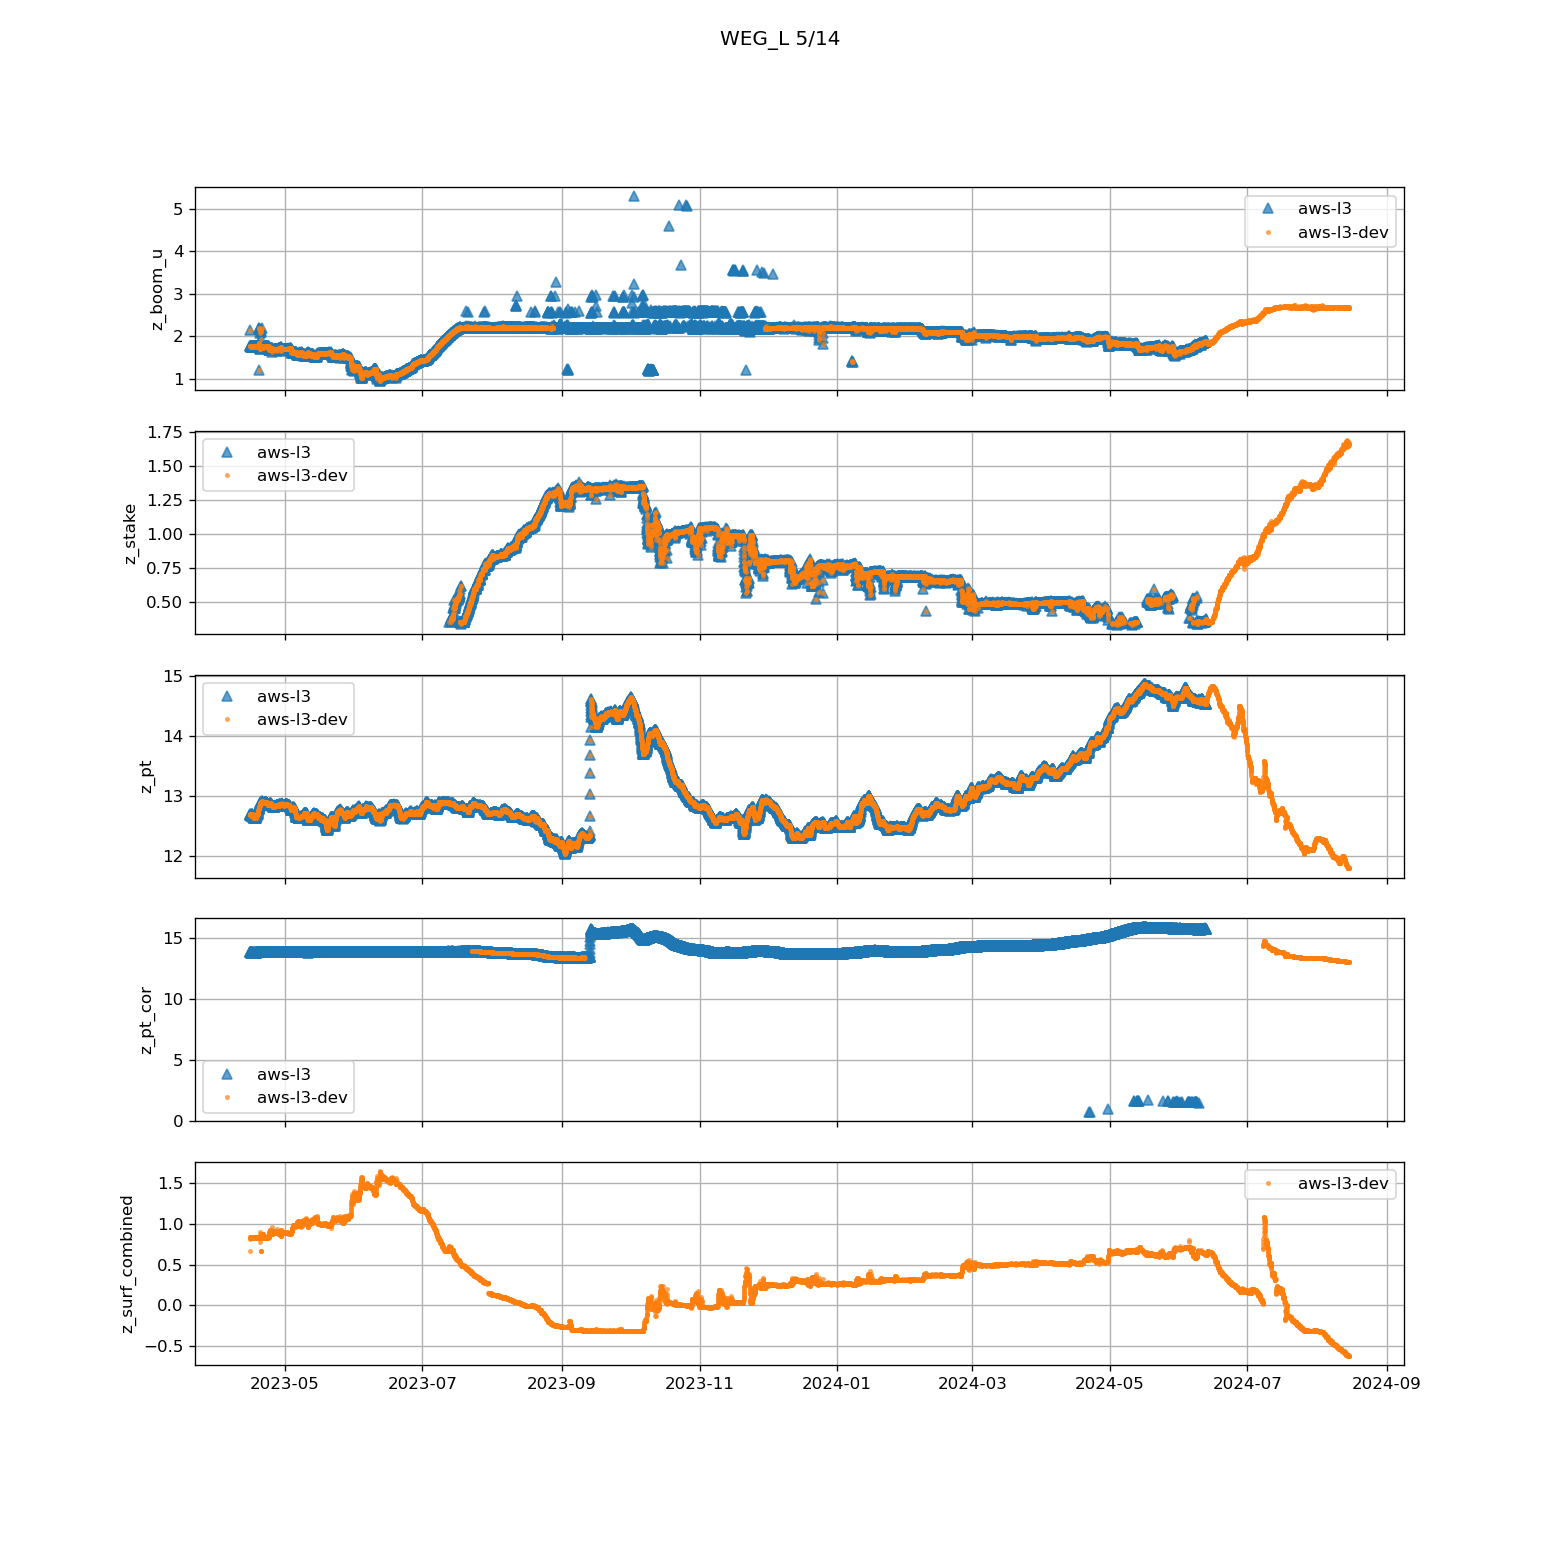 WEG_L 5/14
z_boom_u
5
4
3
2
1
aws-l3
aws-l3-dev
z_stake
1.75
1.50
1.25
1.00
0.75
0.50
aws-l3
aws-l3-dev
z_pt
15
14
13
12
aws-l3
aws-l3-dev
z_pt_cor
15
10
5
0
aws-l3
aws-l3-dev
z_surf_combined
1.5
1.0
0.5
0.0
−0.5
aws-l3-dev
2023-05 2023-07 2023-09 2023-11 2024-01 2024-03 2024-05 2024-07 2024-09